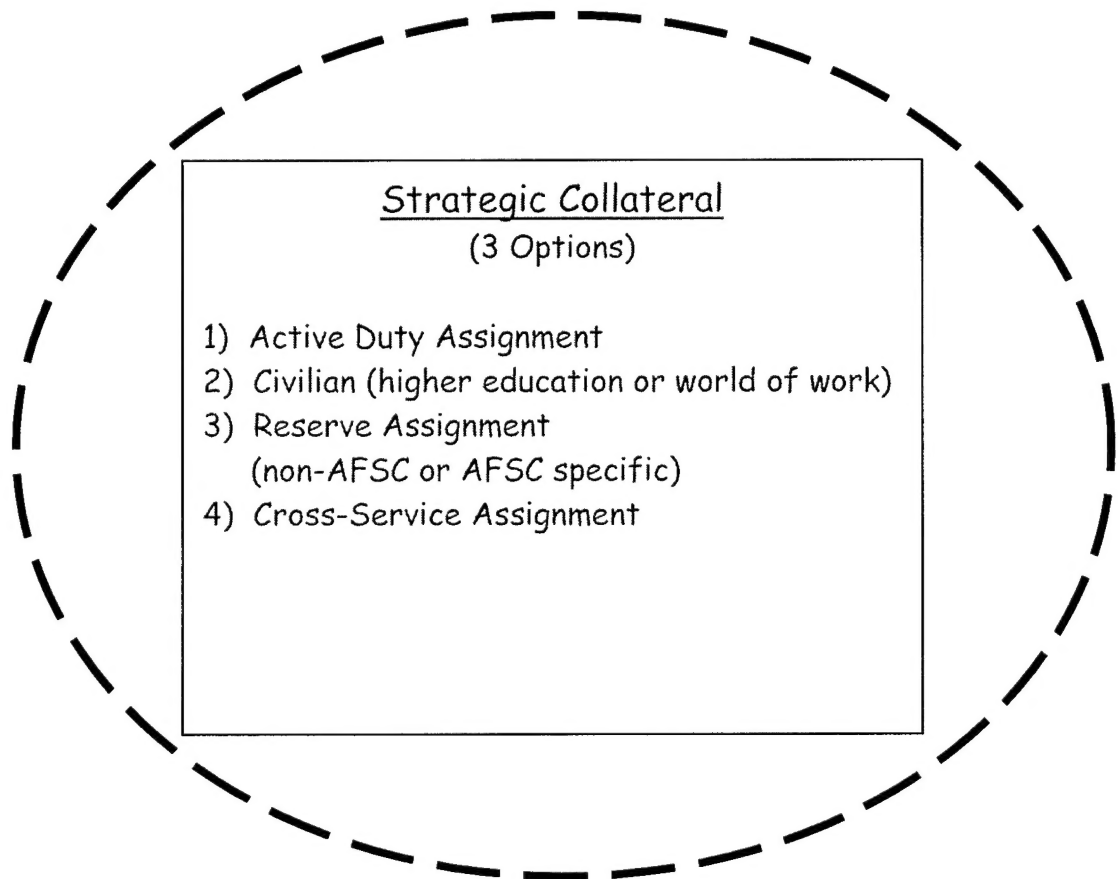 Strategic Collateral
(3 Options)
1) Active Duty Assignment
2) Civilian (higher education or world of work)
3) Reserve Assignment
(non-AFSC or AFSC specific)
4) Cross-Service Assignment